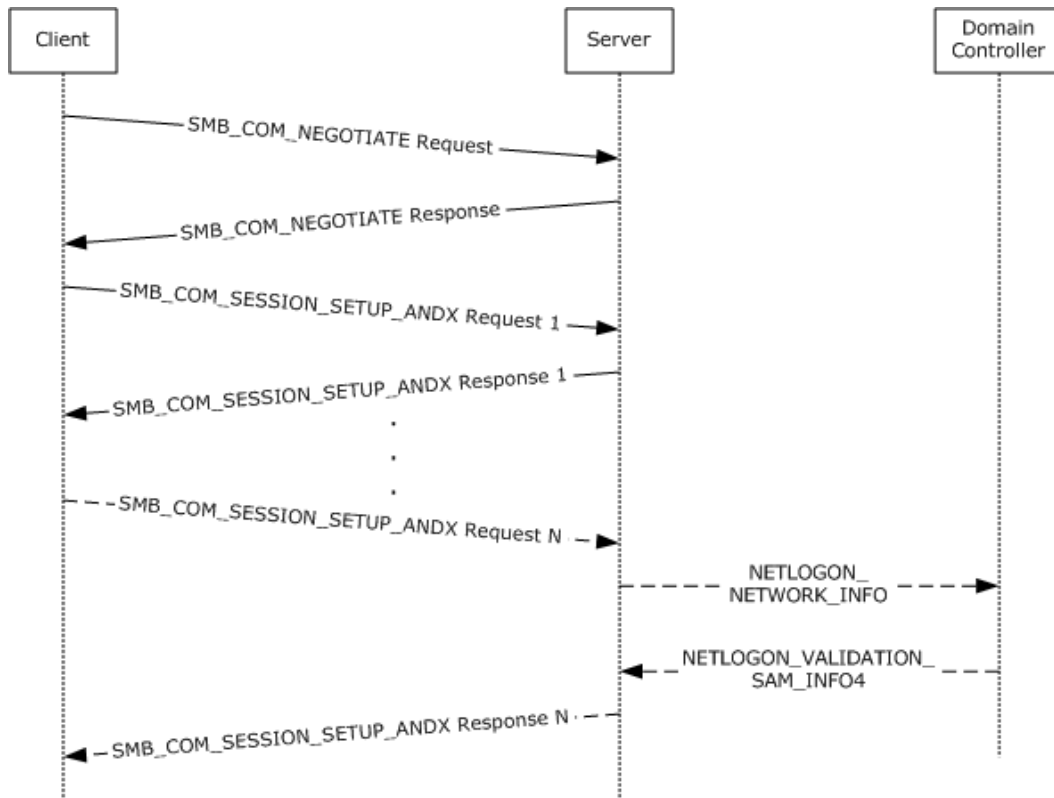 Client
Server
Domain
Controller
SMB_COM_NEGOTIATE Request
SMB_COM_NEGOTIATE Response
SMB_COM_SESSION_SETUP_ANDX Request 1
SMB_COM_SESSION_SETUP_ANDX Response 1
.
.
.
SMB_COM_SESSION_SETUP_ANDX Request N
NETLOGON_
NETWORK_INFO
NETLOGON_VALIDATION_
SAM_INFO4
SMB_COM_SESSION_SETUP_ANDX Response N